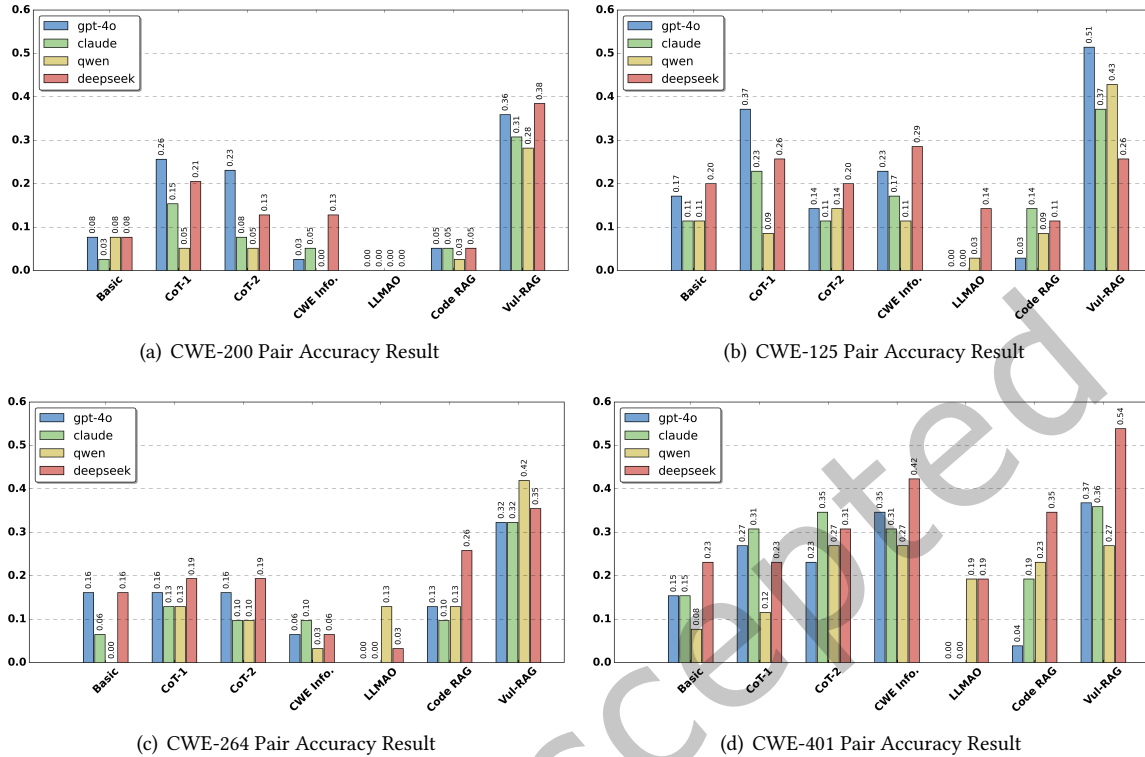 0.6
0.5
0.4
0.3
0.2
0.1
0.0
gpt-4o
claude
qwen
deepseek
0.08 0.03 0.08 0.08
0.26 0.15 0.05 0.21
0.23 0.08 0.05 0.13
0.03 0.05 0.00 0.13
0.00 0.00 0.00 0.00
0.05 0.05 0.03 0.05
0.36 0.31 0.28 0.38
Basic CoT-1 CoT-2 CWE Info. LLMAO Code RAG Vul-RAG
(a) CWE-200 Pair Accuracy Result
0.6
0.5
0.4
0.3
0.2
0.1
0.0
gpt-4o
claude
qwen
deepseek
0.17 0.11 0.11 0.20
0.37 0.23 0.09 0.26
0.14 0.11 0.14 0.20
0.23 0.17 0.11 0.29
0.00 0.00 0.03 0.14
0.03 0.14 0.09 0.11
0.51 0.37 0.43 0.26
Basic CoT-1 CoT-2 CWE Info. LLMAO Code RAG Vul-RAG
(b) CWE-125 Pair Accuracy Result
0.6
0.5
0.4
0.3
0.2
0.1
0.0
gpt-4o
claude
qwen
deepseek
0.16 0.06 0.00 0.16
0.16 0.13 0.13 0.19
0.16 0.10 0.10 0.19
0.06 0.10 0.03 0.06
0.00 0.00 0.13 0.03
0.13 0.10 0.13 0.26
0.32 0.32 0.42 0.35
Basic CoT-1 CoT-2 CWE Info. LLMAO Code RAG Vul-RAG
(c) CWE-264 Pair Accuracy Result
0.6
0.5
0.4
0.3
0.2
0.1
0.0
gpt-4o
claude
qwen
deepseek
0.15 0.15 0.08 0.23
0.27 0.31 0.12 0.23
0.23 0.35 0.27 0.31
0.35 0.31 0.27 0.42
0.00 0.00 0.19 0.19
0.04 0.19 0.23 0.35
0.37 0.36 0.27 0.54
Basic CoT-1 CoT-2 CWE Info. LLMAO Code RAG Vul-RAG
(d) CWE-401 Pair Accuracy Result